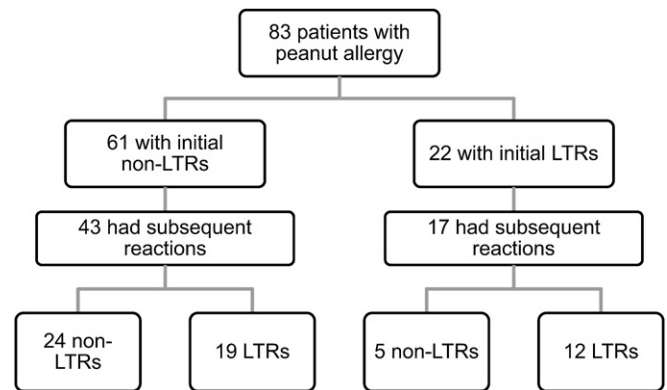 83 patients with
peanut allergy
61 with initial
non-LTRs
22 with initial LTRs
43 had subsequent
reactions
17 had subsequent
reactions
24 non-
LTRs
19 LTRs
5 non-LTRs
12 LTRs